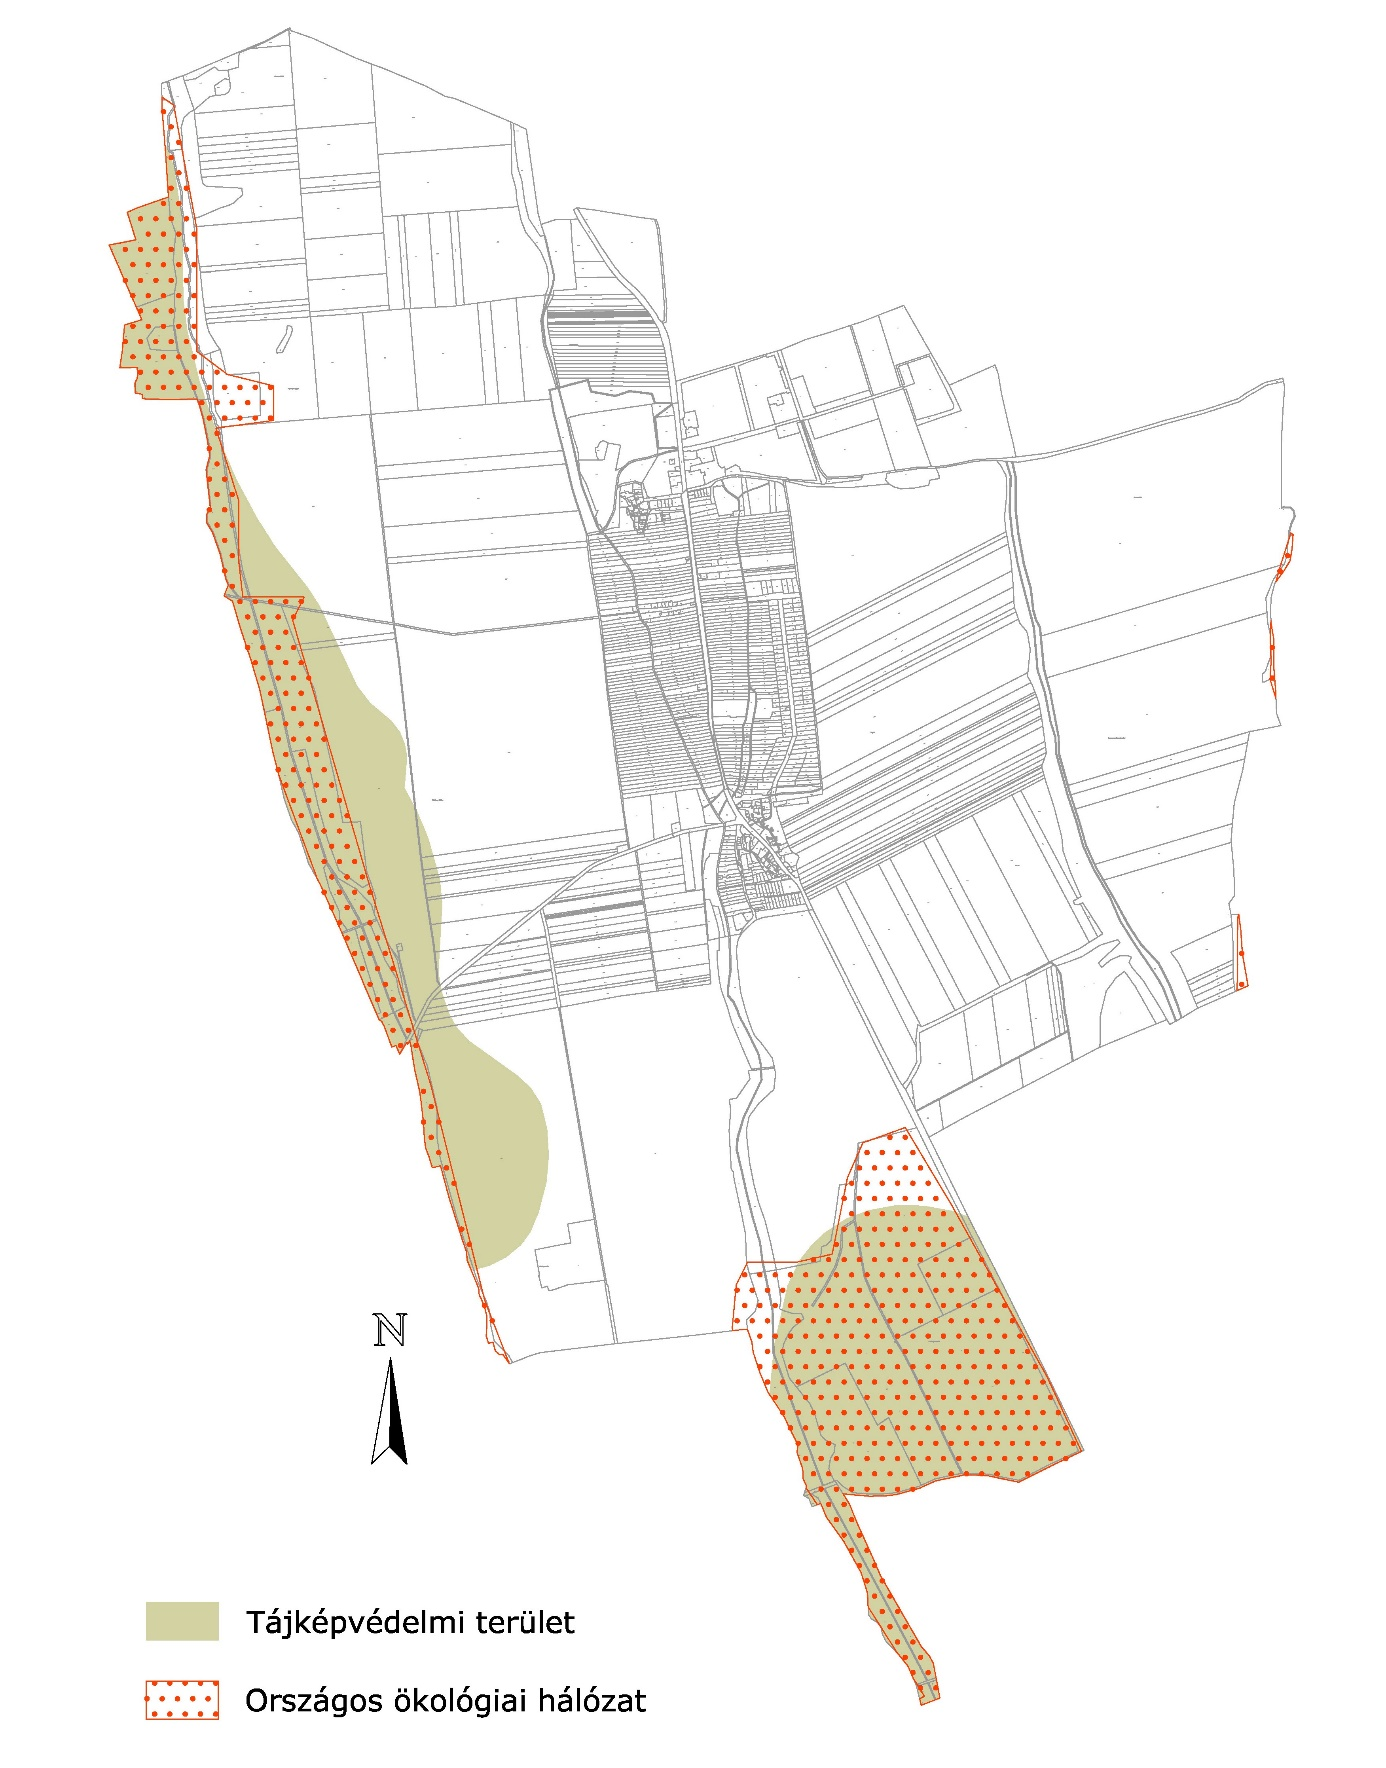 N
Tájképvédelmi terület
Országos ökológiai hálózat